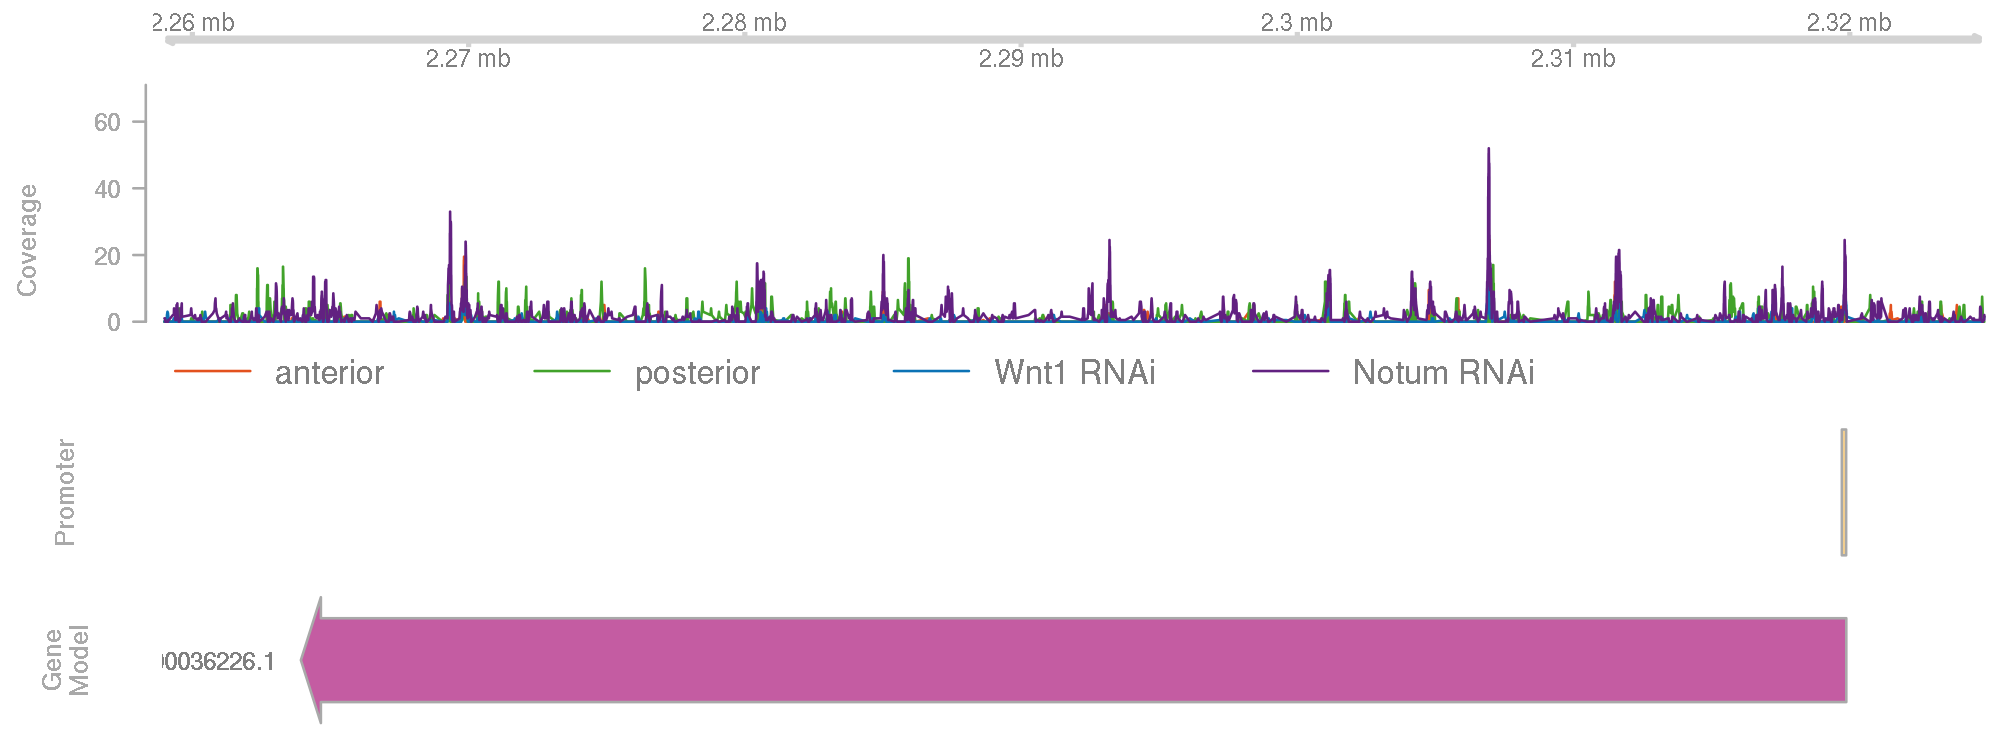 2.26 mb 2.28 mb 2.3 mb 2.32 mb
2.27 mb 2.29 mb 2.31 mb
Coverage
60
40
20
0
anterior posterior Wnt1 RNAi Notum RNAi
Promoter
Gene
Model
0036226.1